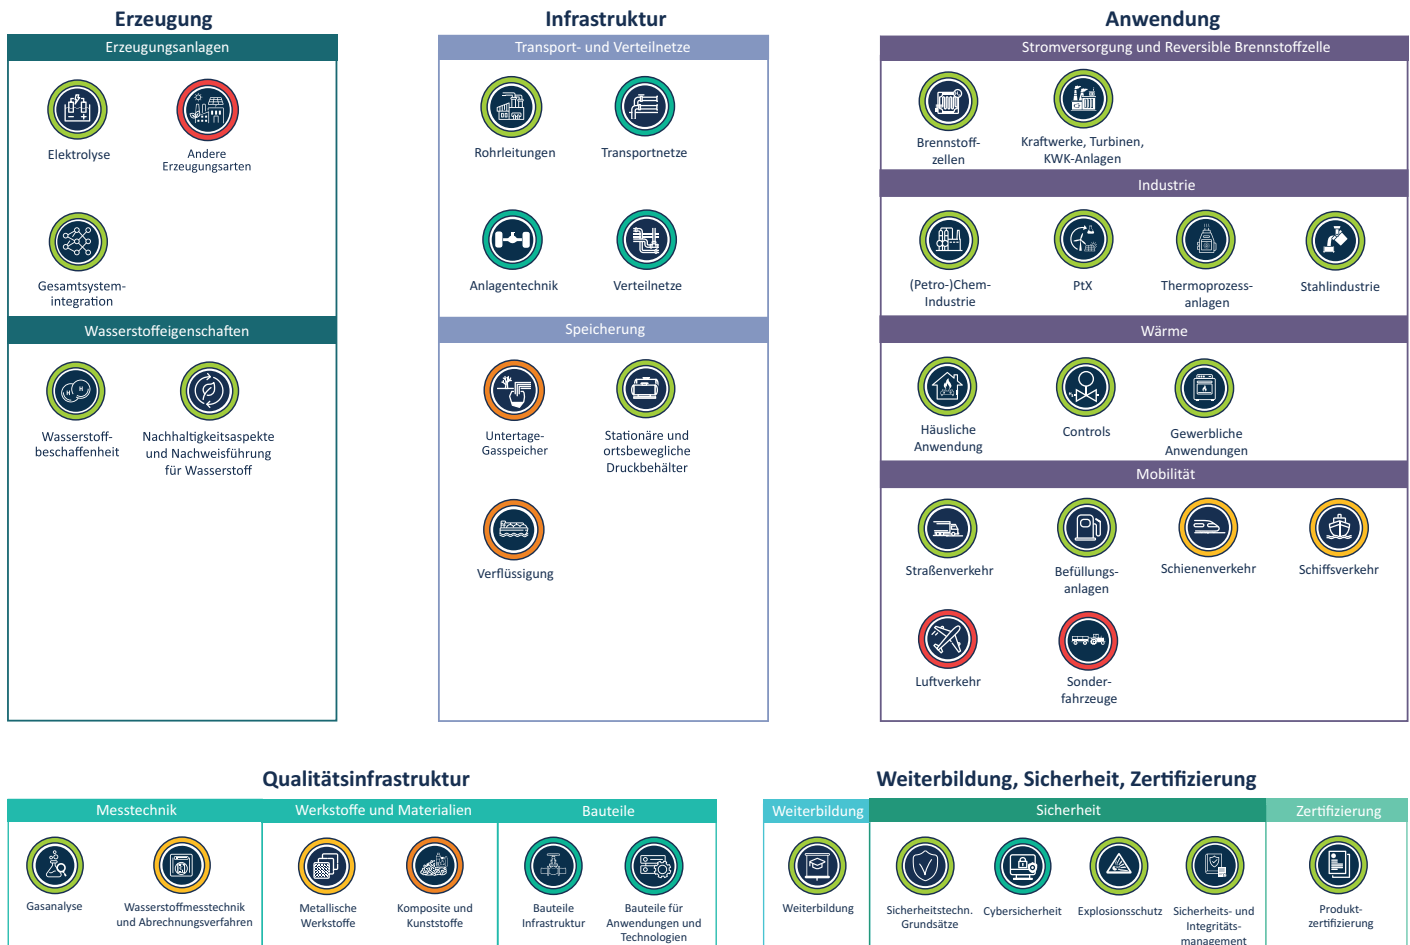 Erzeugung
Erzeugungsanlagen
Elektrolyse
Andere
Erzeugungsarten
Gesamtsystem-
integration
Wasserstoffeigenschaften
H H
Wasserstoff-
beschaffenheit
Nachhaltigkeitsaspekte
und Nachweisführung
für Wasserstoff
Infrastruktur
Transport- und Verteilnetze
Rohrleitungen
Transportnetze
Anlagentechnik
Verteilnetze
Speicherung
Untertage-
Gasspeicher
Stationäre und
ortsbewegliche
Druckbehälter
Verflüssigung
Anwendung
Stromversorgung und Reversible Brennstoffzelle
Brennstoff-
zellen
Kraftwerke, Turbinen,
KWK-Anlagen
Industrie
(Petro-)Chem-
Industrie
PtX
Thermoprozess-
anlagen
Stahlindustrie
Wärme
Häusliche
Anwendung
Controls
Gewerbliche
Anwendungen
Mobilität
Straßenverkehr
Befüllungs-
anlagen
Schienenverkehr
Schiffsverkehr
Luftverkehr
Sonder-
fahrzeuge
Qualitätsinfrastruktur
Messtechnik
Gasanalyse
Wasserstoffmesstechnik
und Abrechnungsverfahren
Werkstoffe und Materialien
Metallische
Werkstoffe
Komposite und
Kunststoffe
Bauteile
Bauteile
Infrastruktur
Bauteile für
Anwendungen und
Technologien
Weiterbildung, Sicherheit, Zertifizierung
Weiterbildung
Weiterbildung
Sicherheit
Sicherheitstechn.
Grundsätze
Cybersicherheit
Explosionsschutz
Sicherheits- und
Integritäts-
management
Zertifizierung
Produkt-
zertifizierung